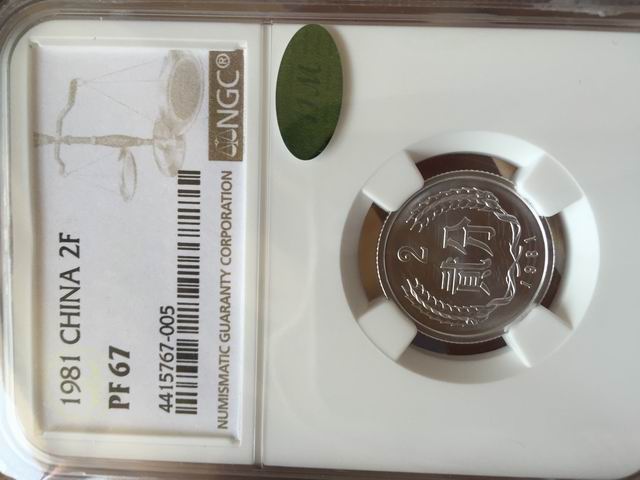 1981 CHINA 2F
PF 67
4415767-005
NUMISMATIC GUARANTY CORPORATION
NGC®
2
贰分
1981